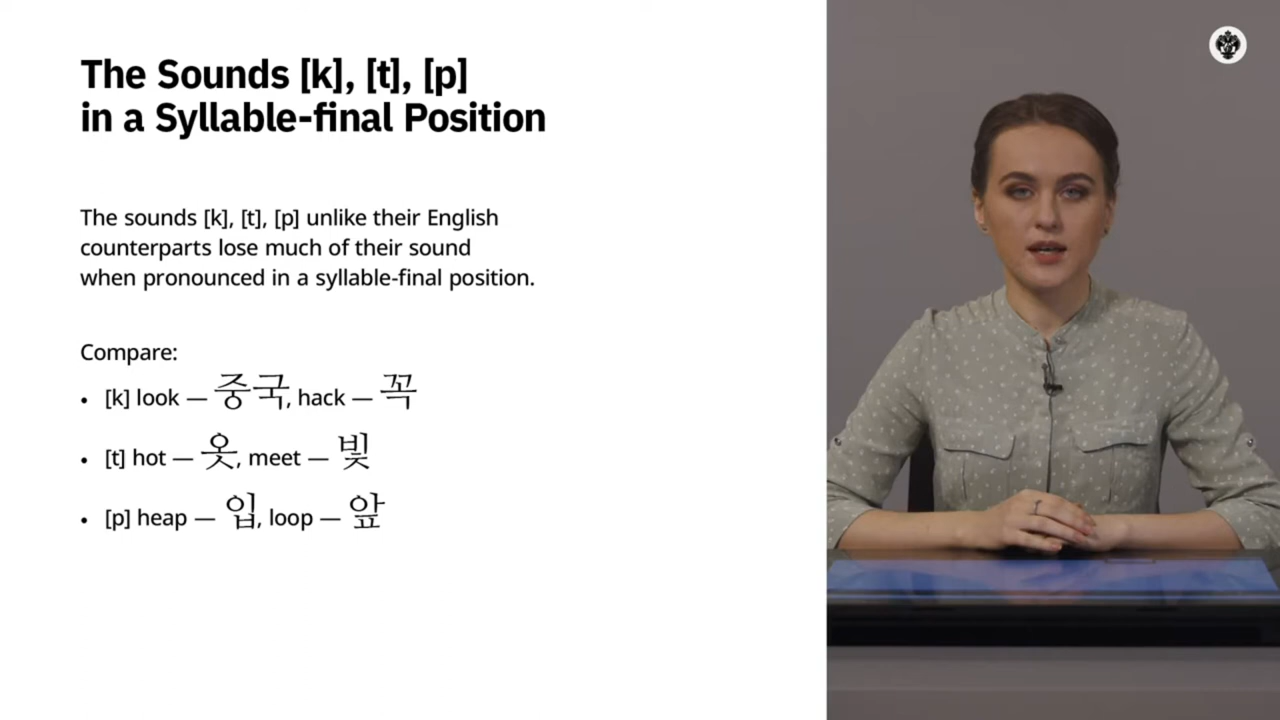 The Sounds [k], [t], [p]
in a Syllable-final Position
The sounds [k], [t], [p] unlike their English
counterparts lose much of their sound
when pronounced in a syllable-final position.
Compare:
• [k] look — 중국, hack — 꼭
• [t] hot — 옷, meet — 빛
• [p] heap — 입, loop — 앞